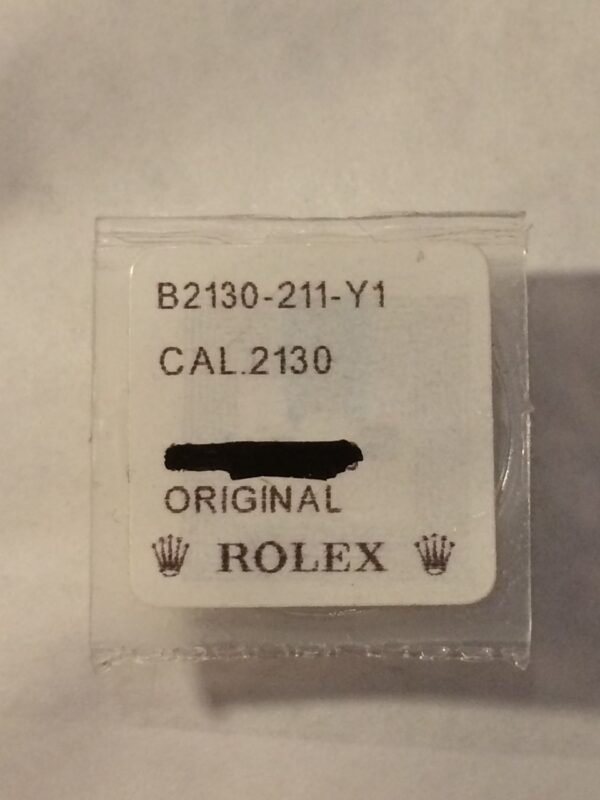 B2130-211-Y1
CAL.2130
ORIGINAL
ROLEX